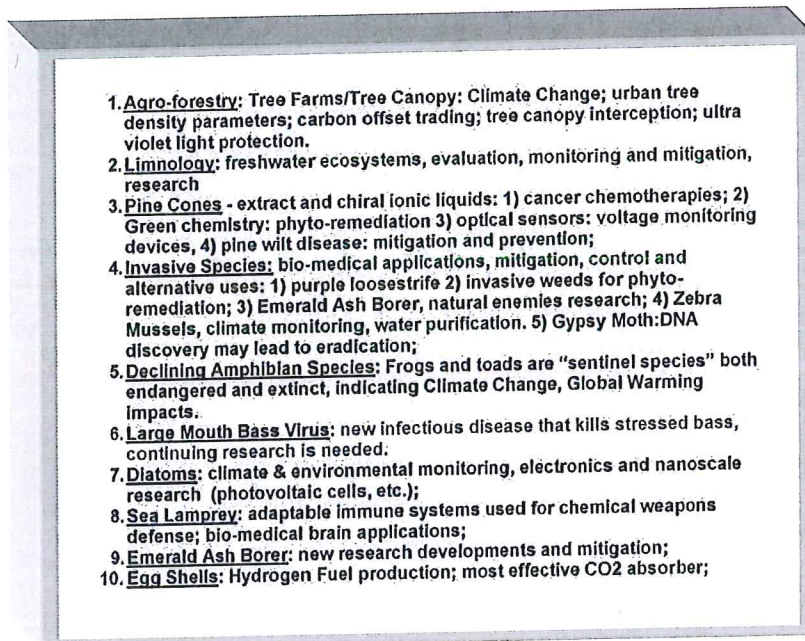 1. Agro-forestry: Tree Farms/Tree Canopy: Climate Change; urban tree
density parameters; carbon offset trading; tree canopy interception; ultra
violet light protection.
2. Limnology: freshwater ecosystems, evaluation, monitoring and mitigation,
research
3. Pine Cones - extract and chiral ionic liquids: 1) cancer chemotherapies; 2)
Green chemistry: phyto-remediation 3) optical sensors: voltage monitoring
devices, 4) pine wilt disease: mitigation and prevention;
4. Invasive Species: bio-medical applications, mitigation, control and
alternative uses: 1) purple loosestrife 2) invasive weeds for phyto-
remediation; 3) Emerald Ash Borer, natural enemies research; 4) Zebra
Mussels, climate monitoring, water purification. 5) Gypsy Moth:DNA
discovery may lead to eradication;
5. Declining Amphibian Species: Frogs and toads are “sentinel species” both
endangered and extinct, indicating Climate Change, Global Warming
Impacts.
6. Large Mouth Bass Virus: new infectious disease that kills stressed bass,
continuing research is needed.
7. Diatoms: climate & environmental monitoring, electronics and nanoscale
research (photovoltaic cells, etc.);
8. Sea Lamprey: adaptable immune systems used for chemical weapons
defense; bio-medical brain applications;
9. Emerald Ash Borer: new research developments and mitigation;
10. Egg Shells: Hydrogen Fuel production; most effective CO2 absorber;